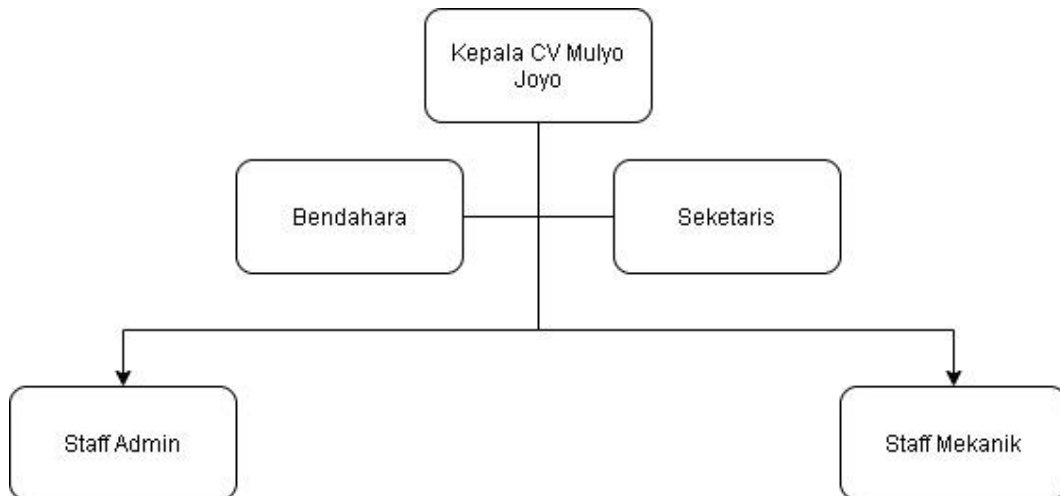 Kepala CV Mulyo
Joyo
Bendahara
Seketaris
Staff Admin
Staff Mekanik